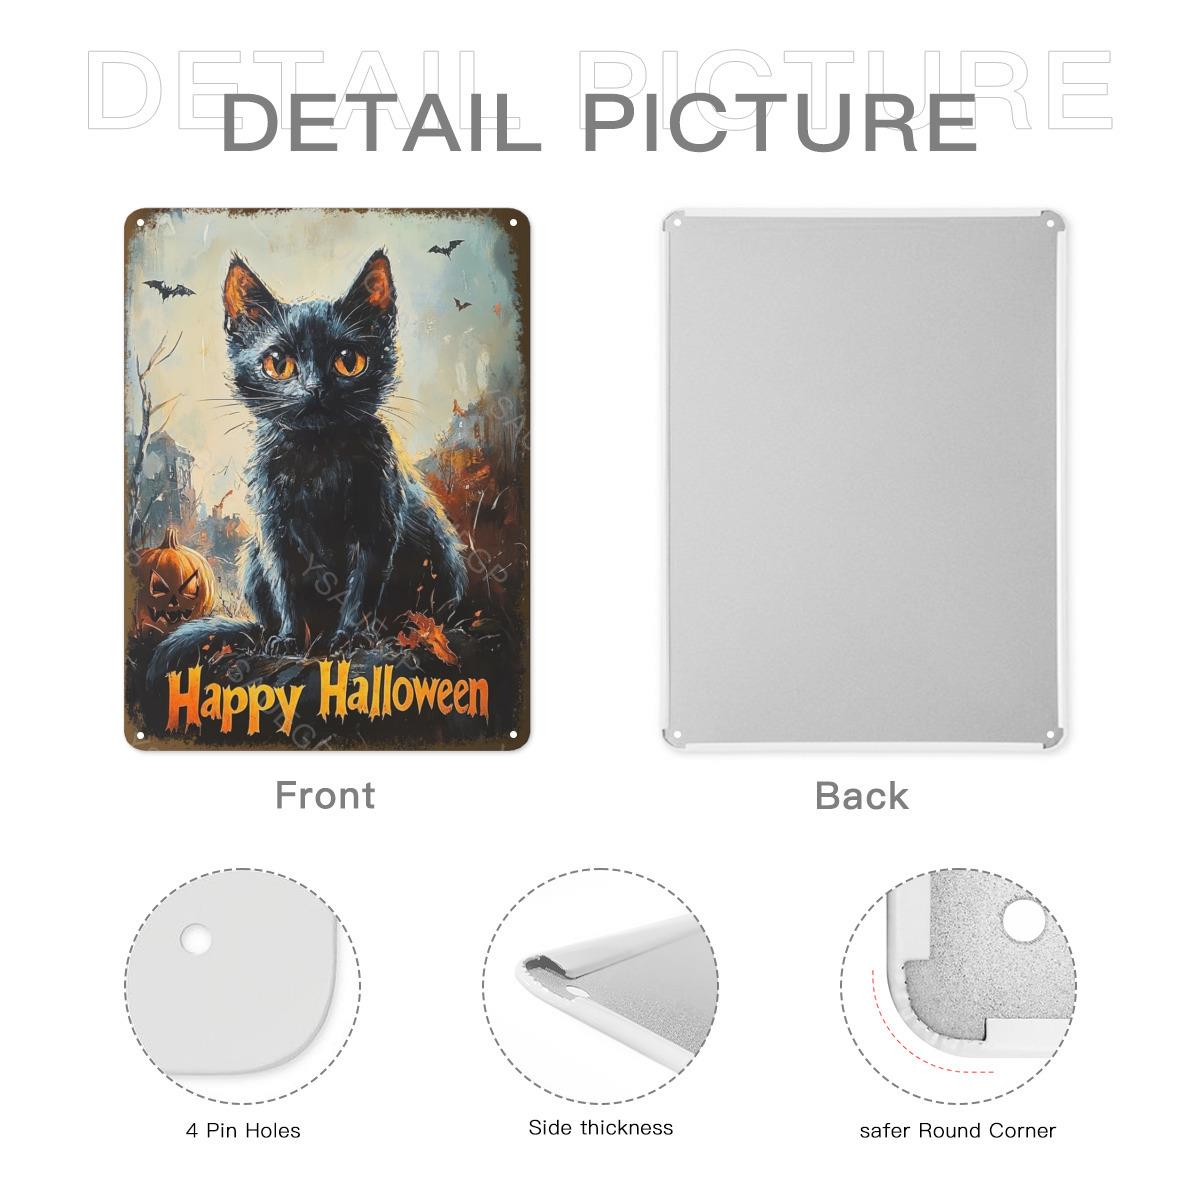 DETAIL PICTURE
DETAIL PICTURE
Happy Halloween
Front
Back
4 Pin Holes
Side thickness
safer Round Corner